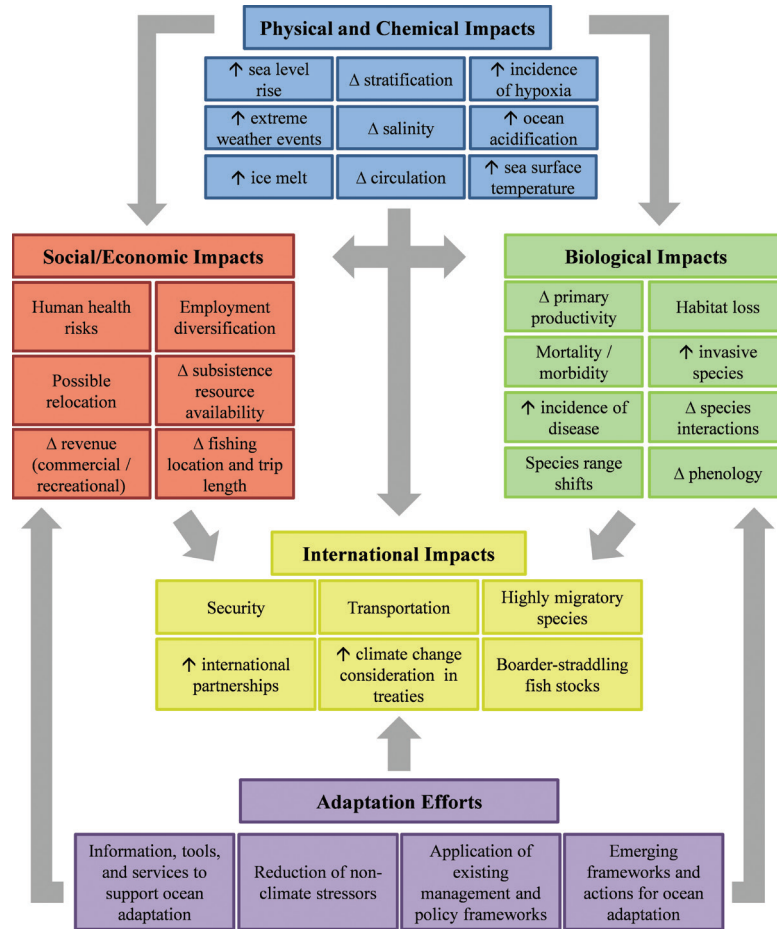 Physical and Chemical Impacts
↑ sea level
rise
Δ stratification
↑ incidence
of hypoxia
↑ extreme
weather events
Δ salinity
↑ ocean
acidification
↑ ice melt
Δ circulation
↑ sea surface
temperature
Social/Economic Impacts
Human health
risks
Employment
diversification
Possible
relocation
Δ subsistence
resource
availability
Δ revenue
(commercial /
recreational)
Δ fishing
location and trip
length
Biological Impacts
Δ primary
productivity
Habitat loss
Mortality /
morbidity
↑ invasive
species
↑ incidence of
disease
Δ species
interactions
Species range
shifts
Δ phenology
International Impacts
Security
Transportation
Highly migratory
species
↑ international
partnerships
↑ climate change
consideration in
treaties
Boarder-straddling
fish stocks
Adaptation Efforts
Information, tools,
and services to
support ocean
adaptation
Reduction of non-
climate stressors
Application of
existing
management and
policy frameworks
Emerging
frameworks and
actions for ocean
adaptation